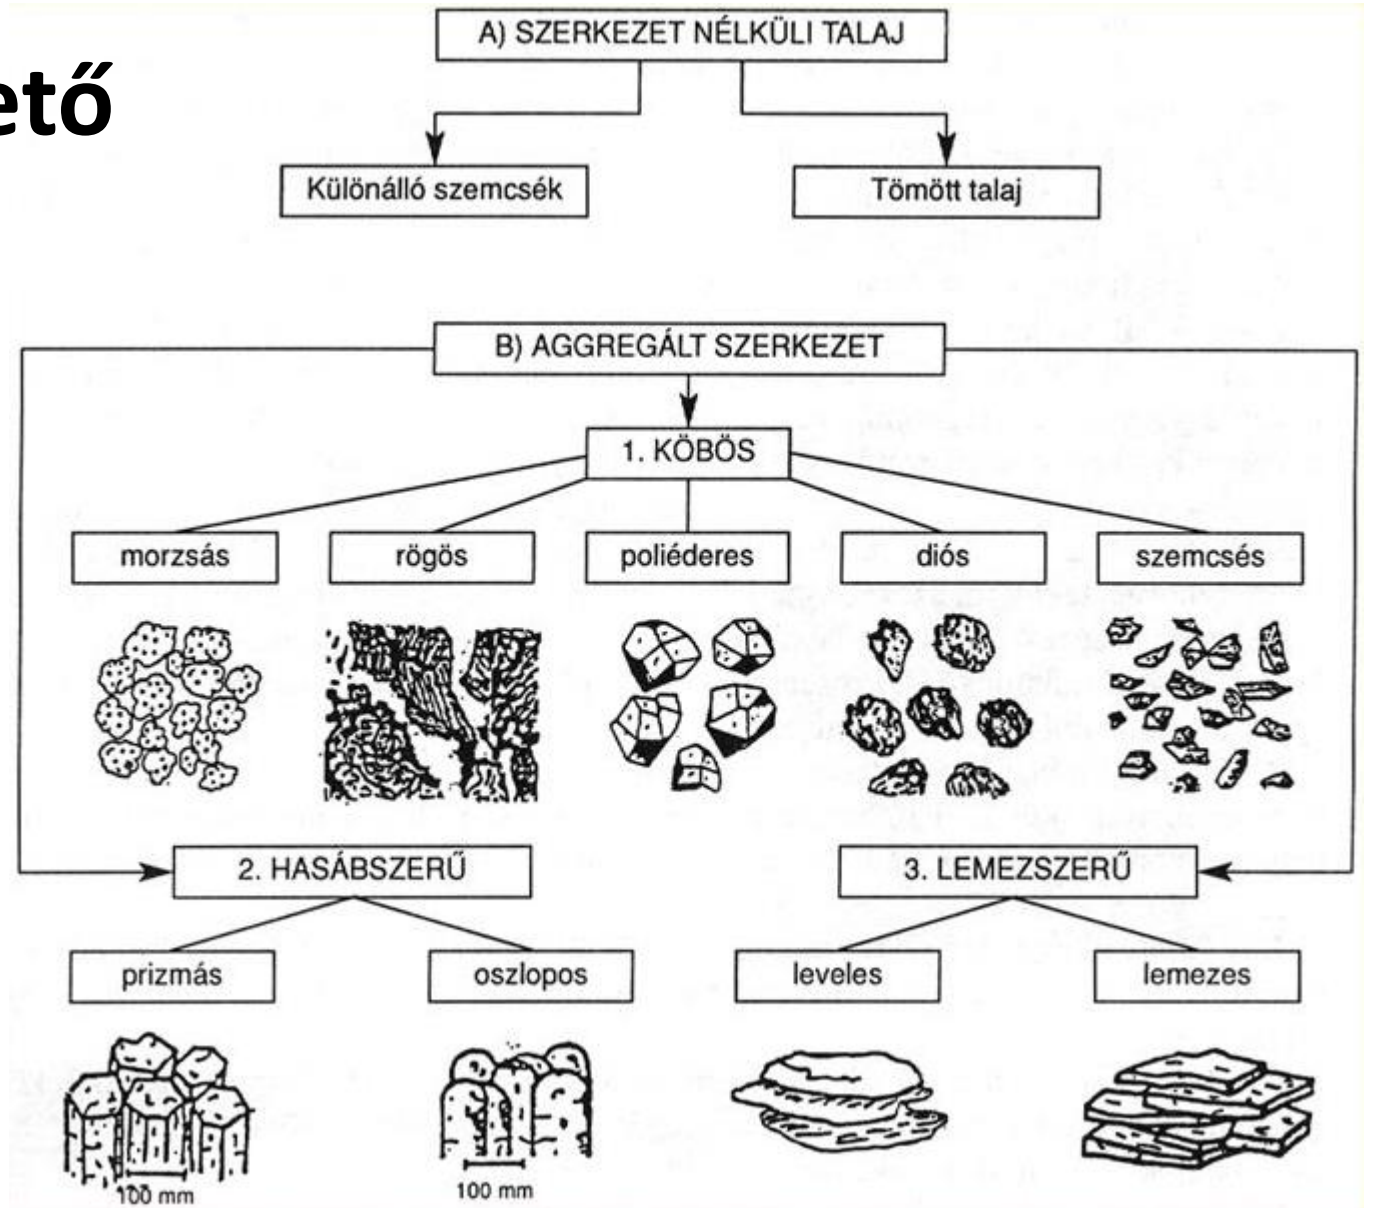 A) SZERKEZET NÉLKÜLI TALAJ
ető
Különálló szemcsék
Tömött talaj
B) AGGREGÁLT SZERKEZET
1. KÖBÖS
morzsás
rögös
poliéderes
diós
szemcsés
2. HASÁBSZERŰ
3. LEMEZSZERŰ
prizmás
oszlopos
leveles
lemezes
100 mm
100 mm